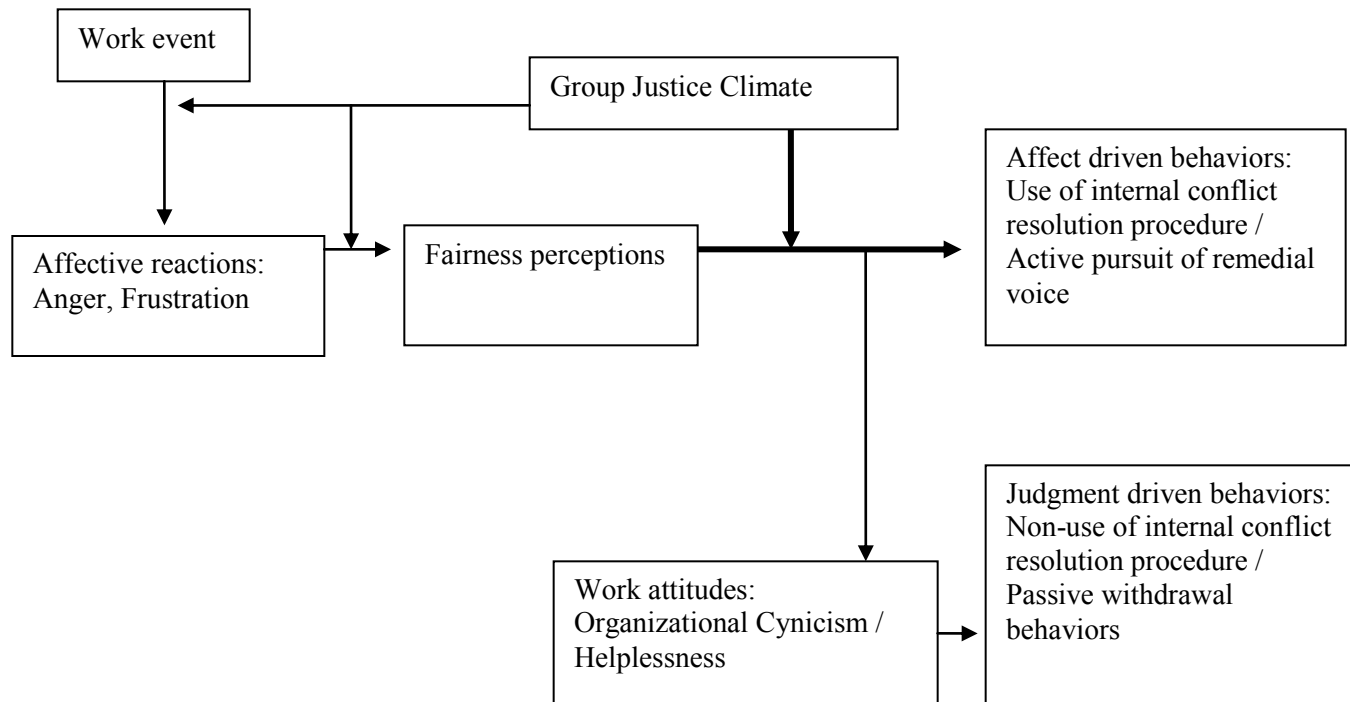 Work event
Group Justice Climate
Affect driven behaviors:
Use of internal conflict
resolution procedure /
Active pursuit of remedial
voice
Affective reactions:
Anger, Frustration
Fairness perceptions
Judgment driven behaviors:
Non-use of internal conflict
resolution procedure /
Passive withdrawal
behaviors
Work attitudes:
Organizational Cynicism /
Helplessness